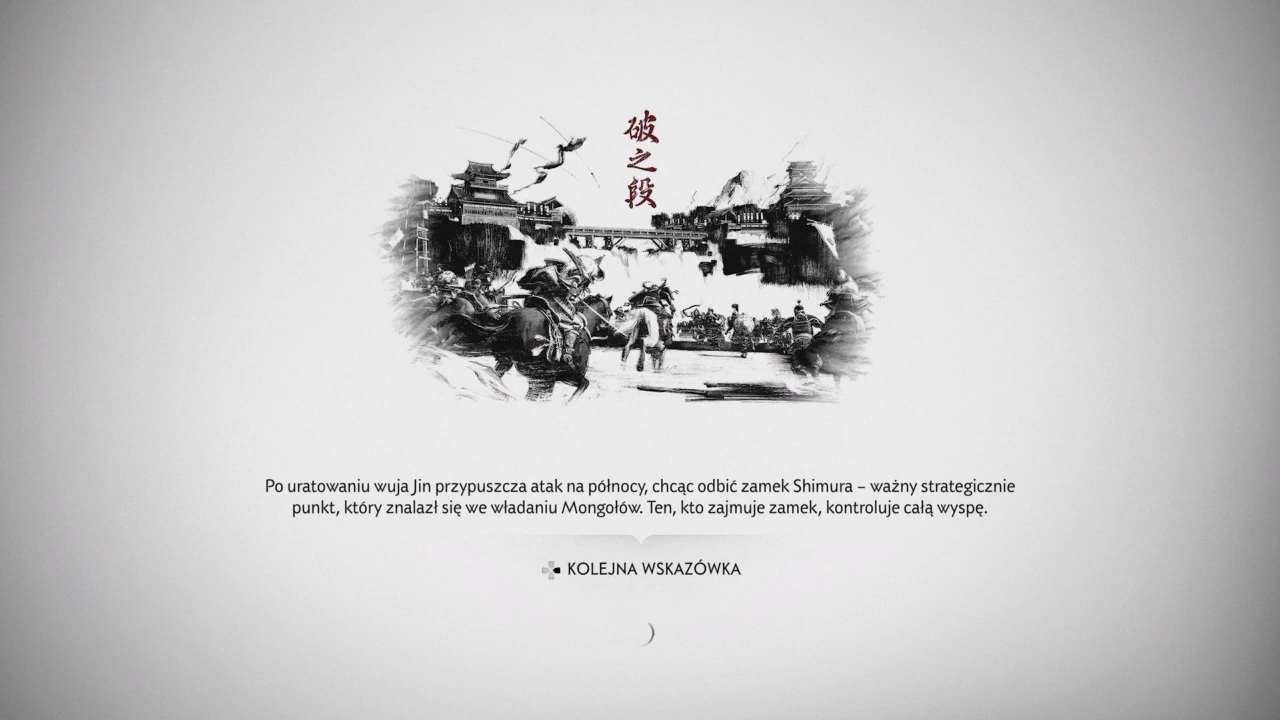 破之段
Po uratowaniu wuja Jin przypuszcza atak na północy, chcąc odbić zamek Shimura – ważny strategicznie
punkt, który znalazł się we władaniu Mongołów. Ten, kto zajmuje zamek, kontroluje całą wyspę.
KOLEJNA WSKAZÓWKA